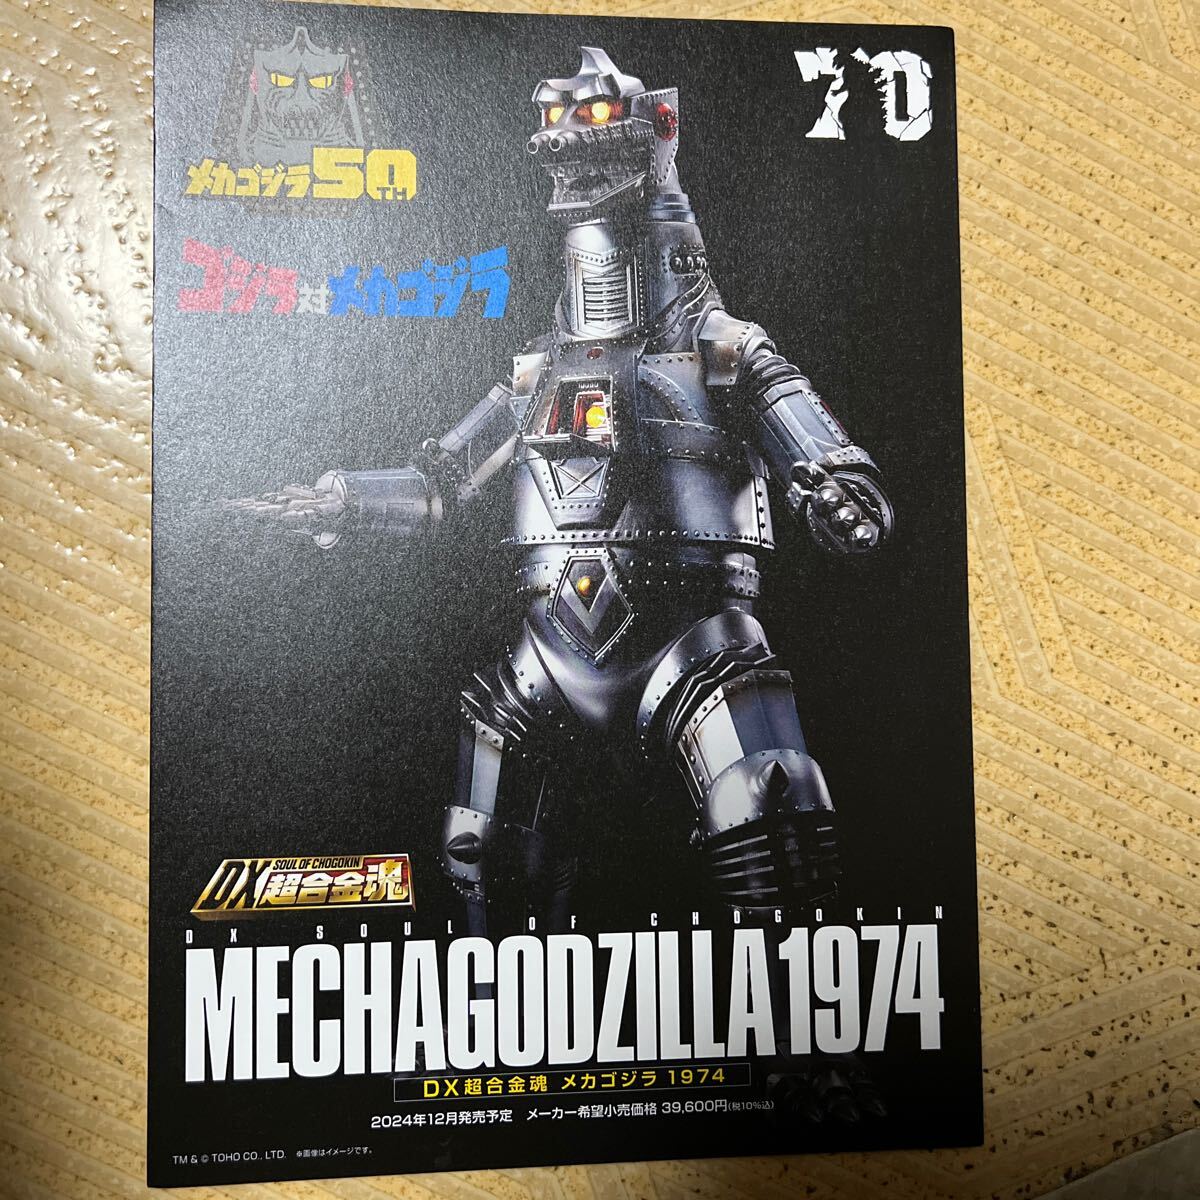 70
メカゴジラ50TH
ゴジラ対メカゴジラ
SOUL OF CHOGOKIN
DX超合金魂
DX SOUL OF CHOGOKIN
MECHAGODZILLA1974
DX超合金魂 メカゴジラ 1974
2024年12月発売予定 メーカー希望小売価格 39,600円(税10%込)
TM & © TOHO CO., LTD. ※画像はイメージです。